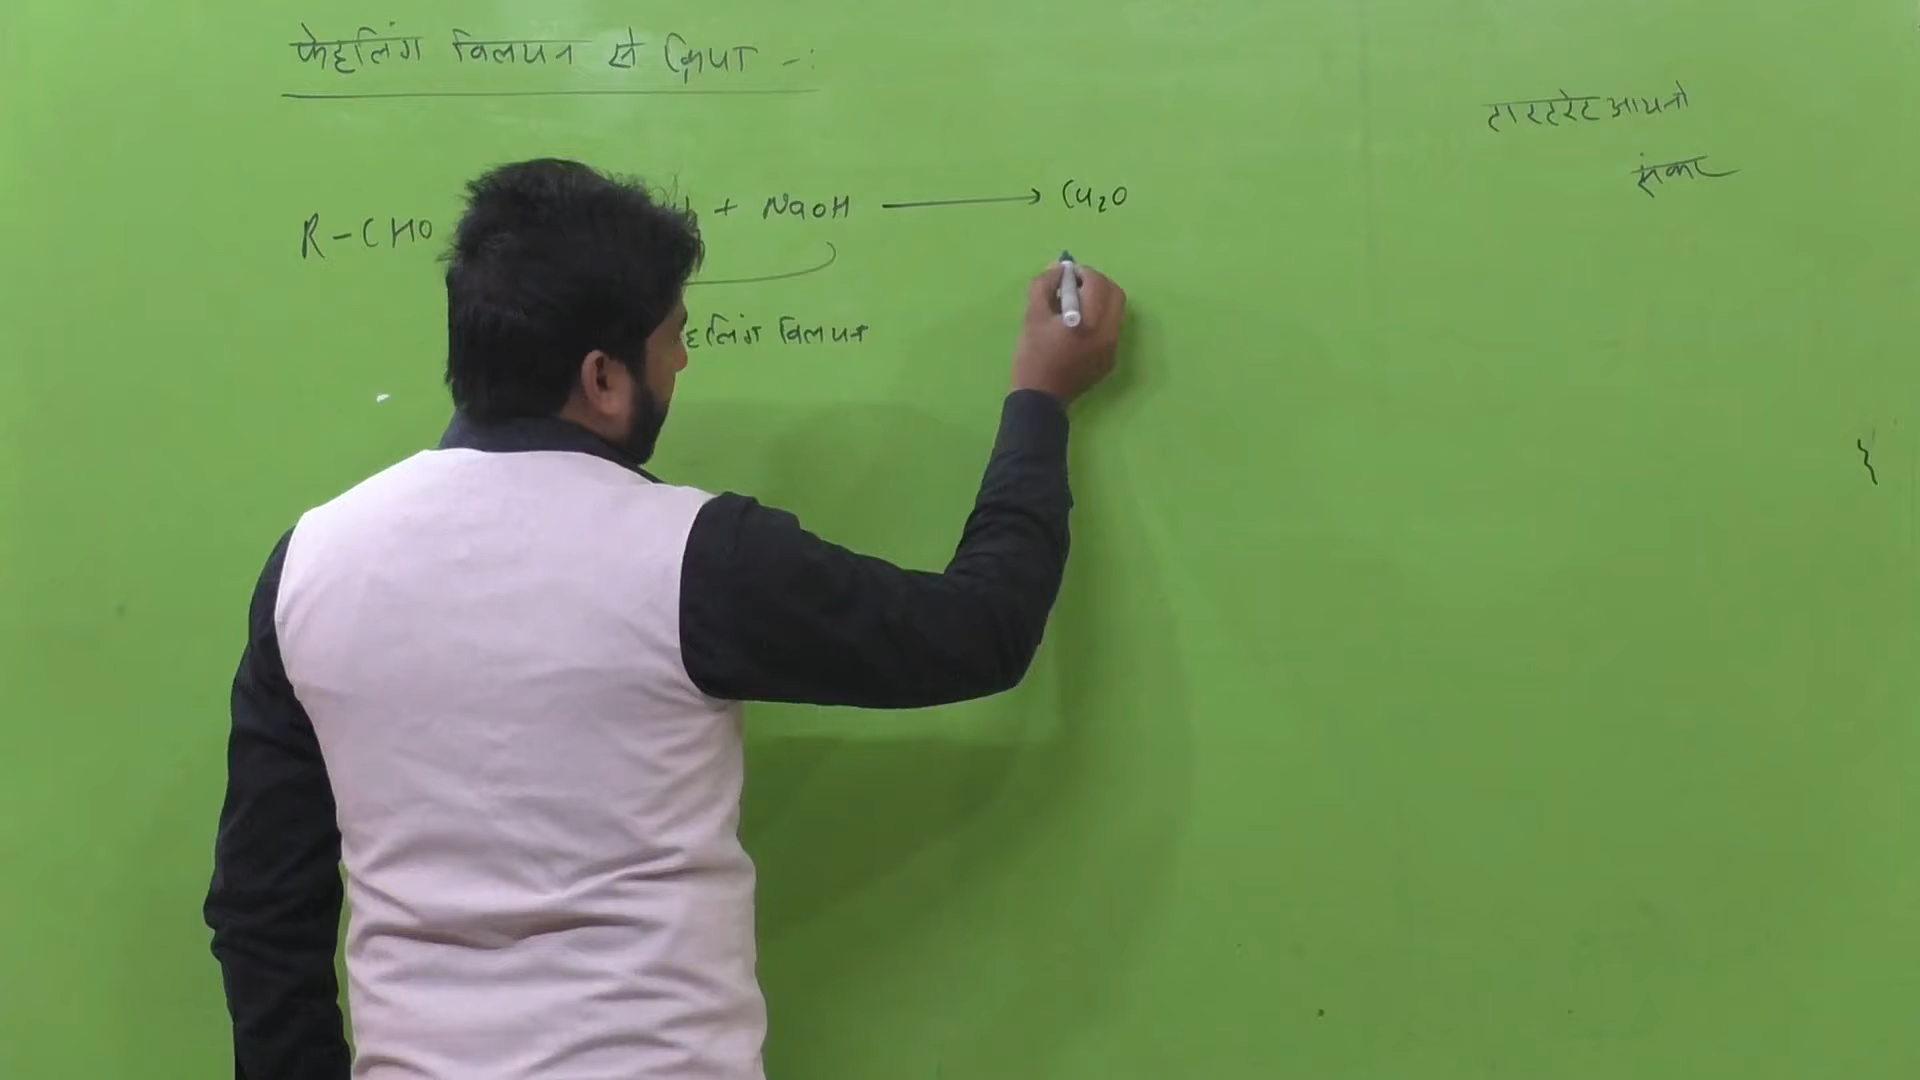 फेहलिंग विलयन से क्रिया -:
टारटरेट आयनो
संकर
R-CHO + NaOH ⟶ Cu₂O
हलिंग विलयन